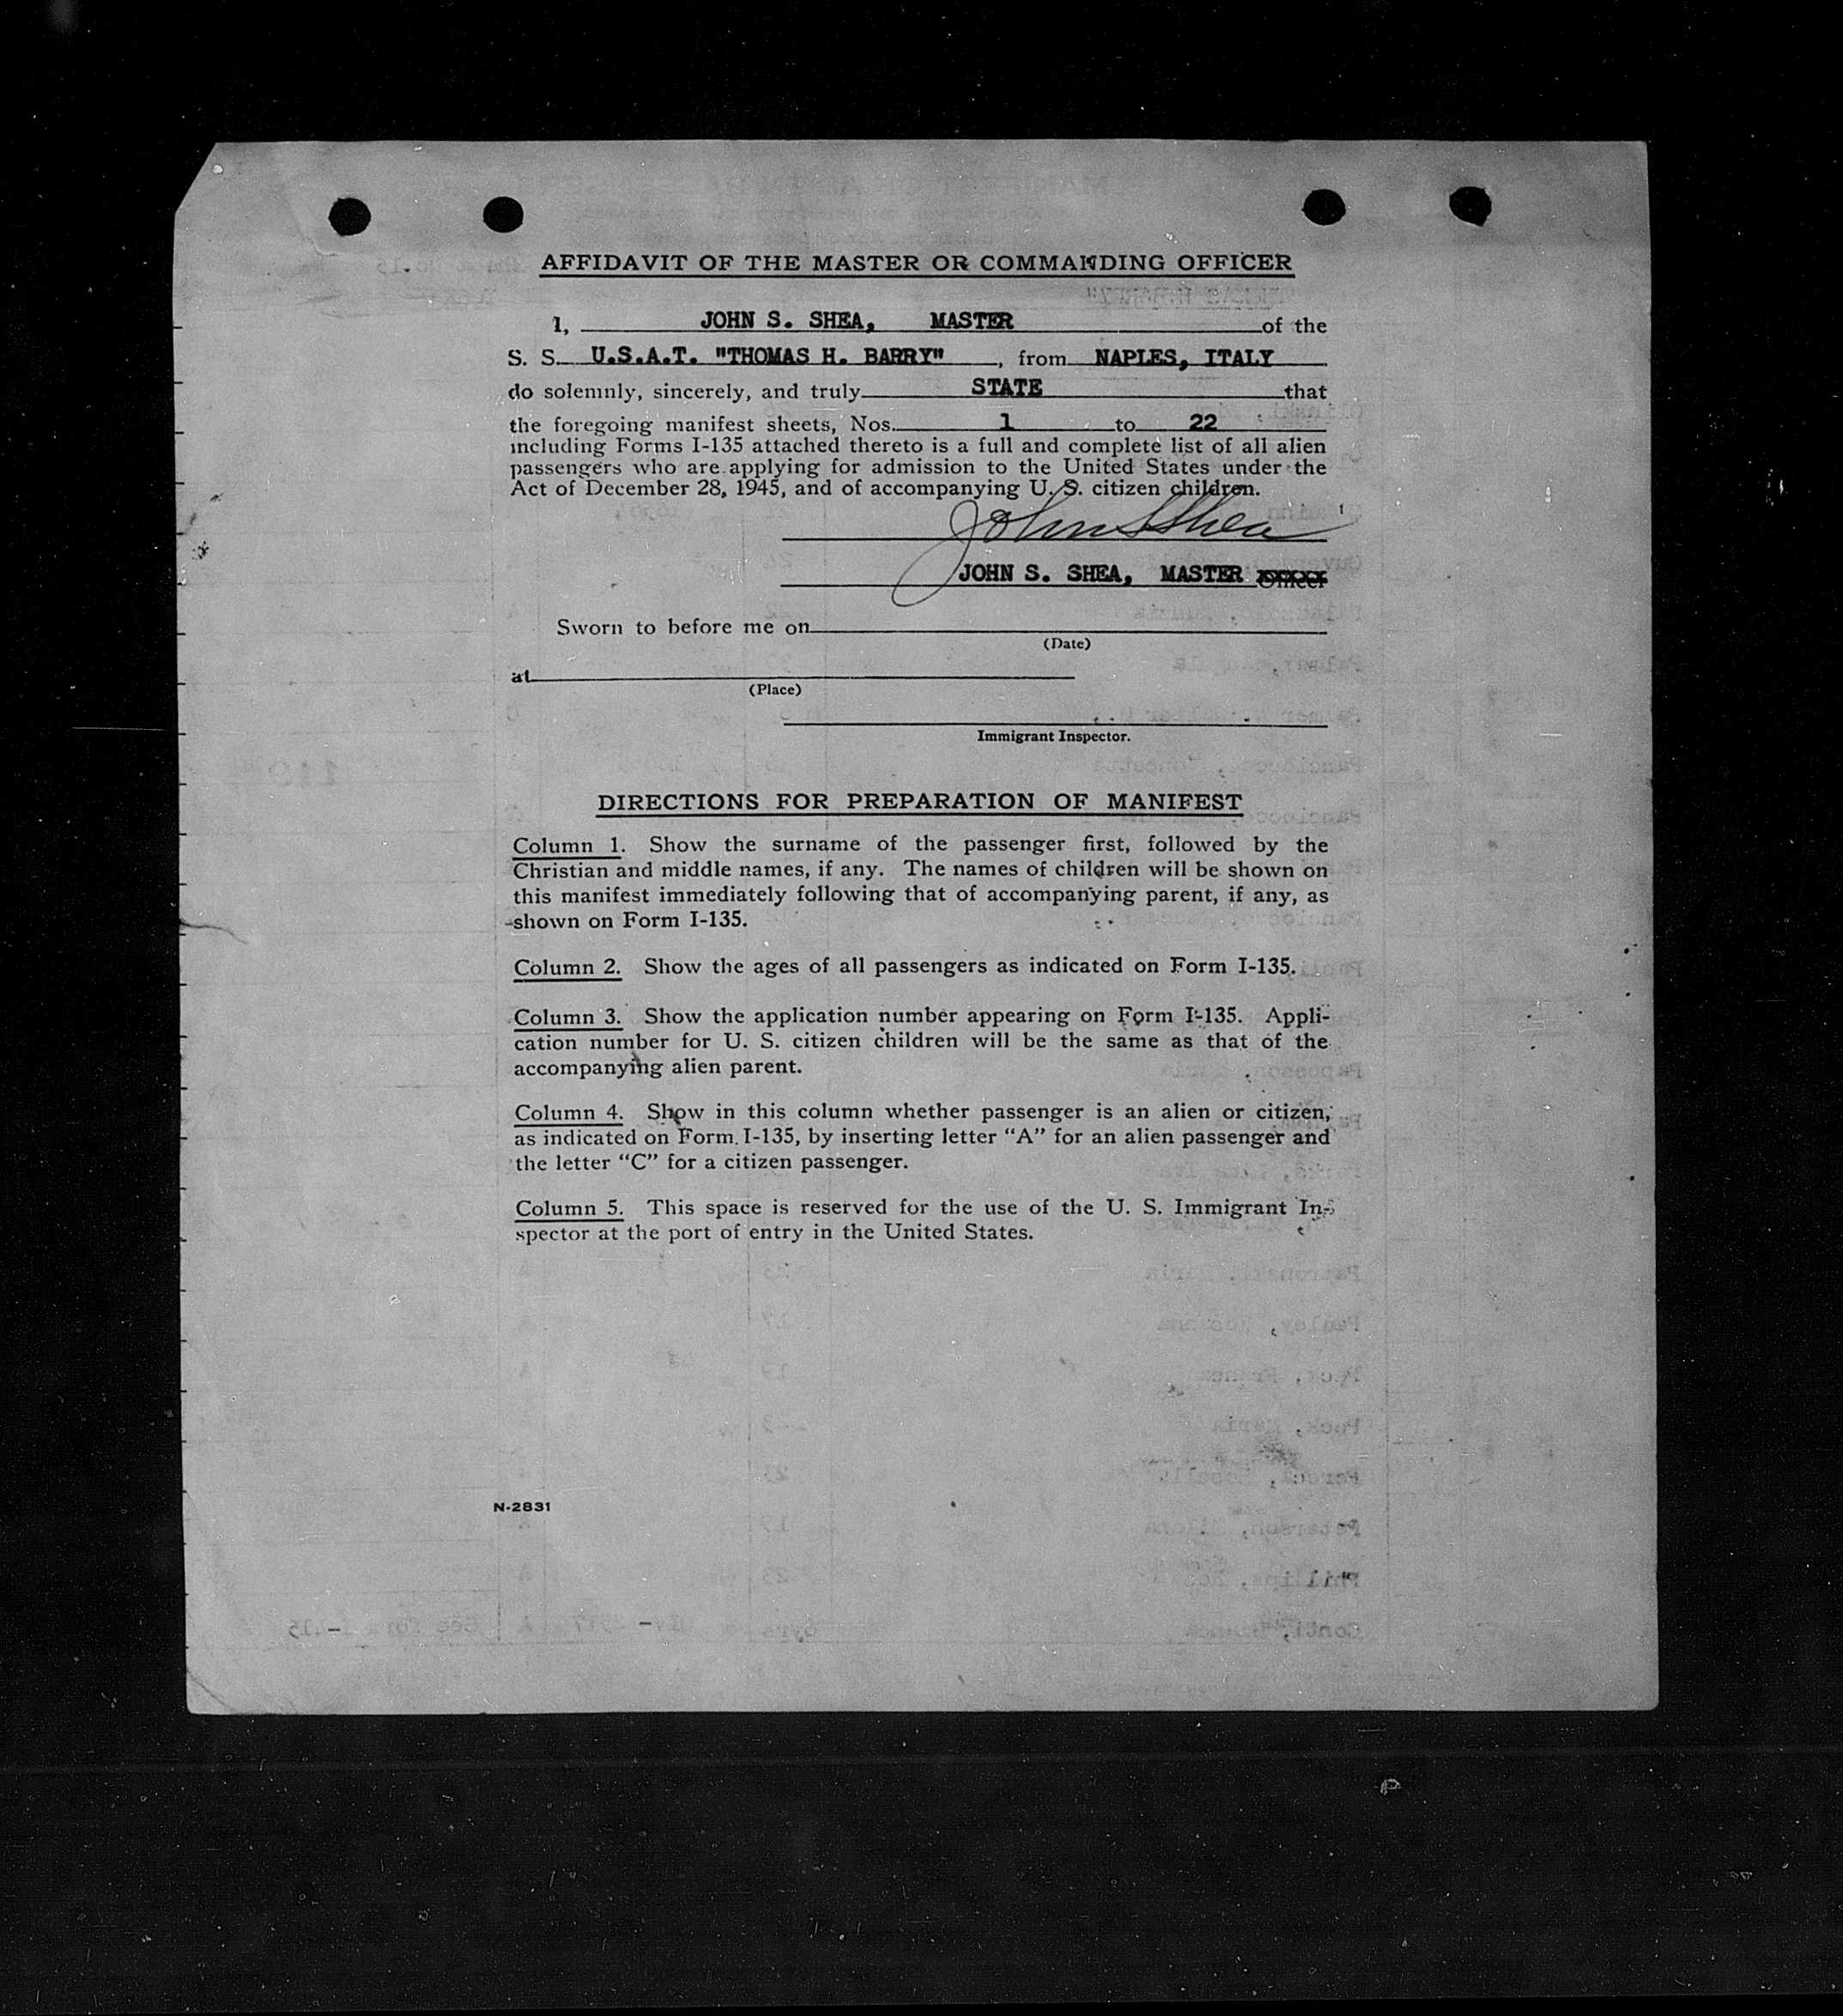 AFFIDAVIT OF THE MASTER OR COMMANDING OFFICER
I, JOHN S. SHEA, MASTER of the
S. S. U.S.A.T. "THOMAS H. BARRY", from NAPLES, ITALY
do solemnly, sincerely, and truly STATE that
the foregoing manifest sheets, Nos. 1 to 22
including Forms I-135 attached thereto is a full and complete list of all alien
passengers who are applying for admission to the United States under the
Act of December 28, 1945, and of accompanying U. S. citizen children.
John S Shea
JOHN S. SHEA, MASTER Officer
Sworn to before me on
(Date)
at
(Place)
Immigrant Inspector.
DIRECTIONS FOR PREPARATION OF MANIFEST
Column 1. Show the surname of the passenger first, followed by the
Christian and middle names, if any. The names of children will be shown on
this manifest immediately following that of accompanying parent, if any, as
shown on Form I-135.
Column 2. Show the ages of all passengers as indicated on Form I-135.
Column 3. Show the application number appearing on Form I-135. Appli-
cation number for U. S. citizen children will be the same as that of the
accompanying alien parent.
Column 4. Show in this column whether passenger is an alien or citizen,
as indicated on Form I-135, by inserting letter “A” for an alien passenger and
the letter “C” for a citizen passenger.
Column 5. This space is reserved for the use of the U. S. Immigrant In-
spector at the port of entry in the United States.
N-2831